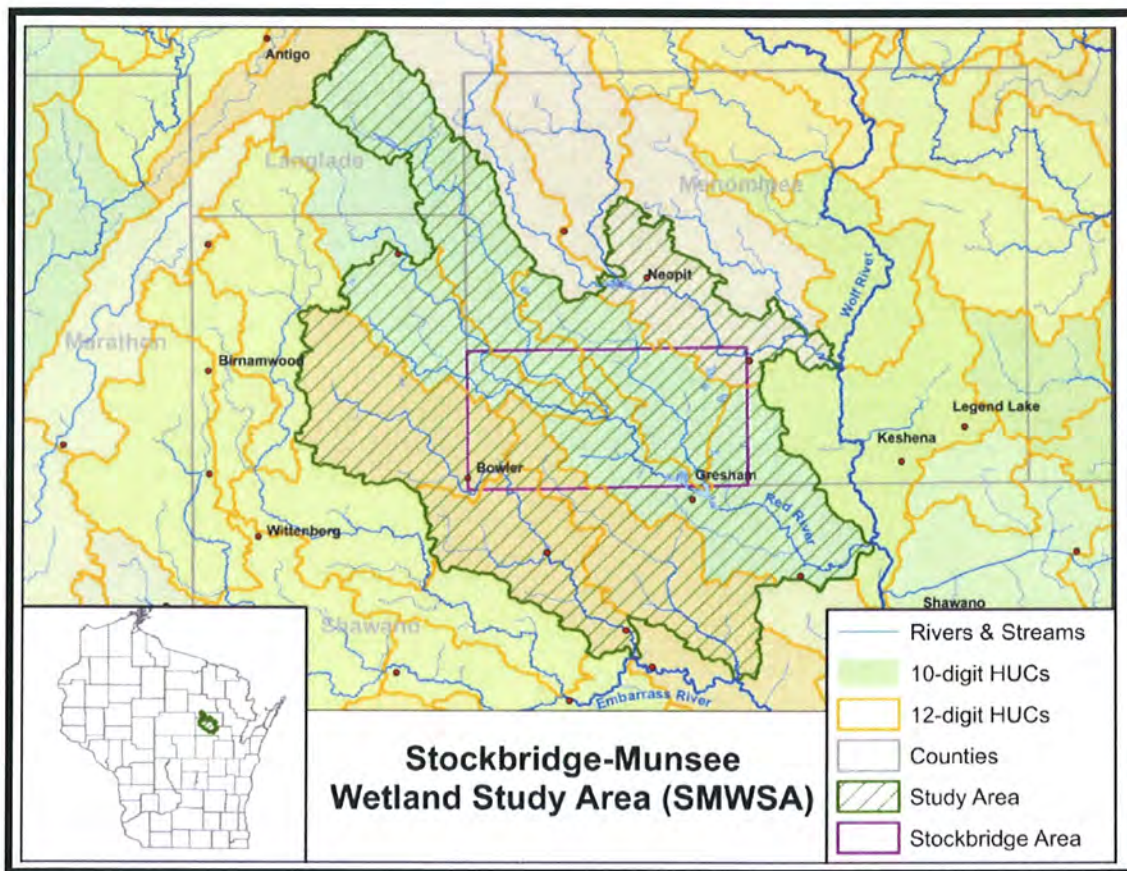 Antigo
Langlade
Menominee
Neopit
Wolf River
Marathon
Birnamwood
Legend Lake
Keshena
Bowler
Gresham
Red River
Wittenberg
Shawano
Shawano
Embarrass River
Stockbridge-Munsee
Wetland Study Area (SMWSA)
Rivers & Streams
10-digit HUCs
12-digit HUCs
Counties
Study Area
Stockbridge Area